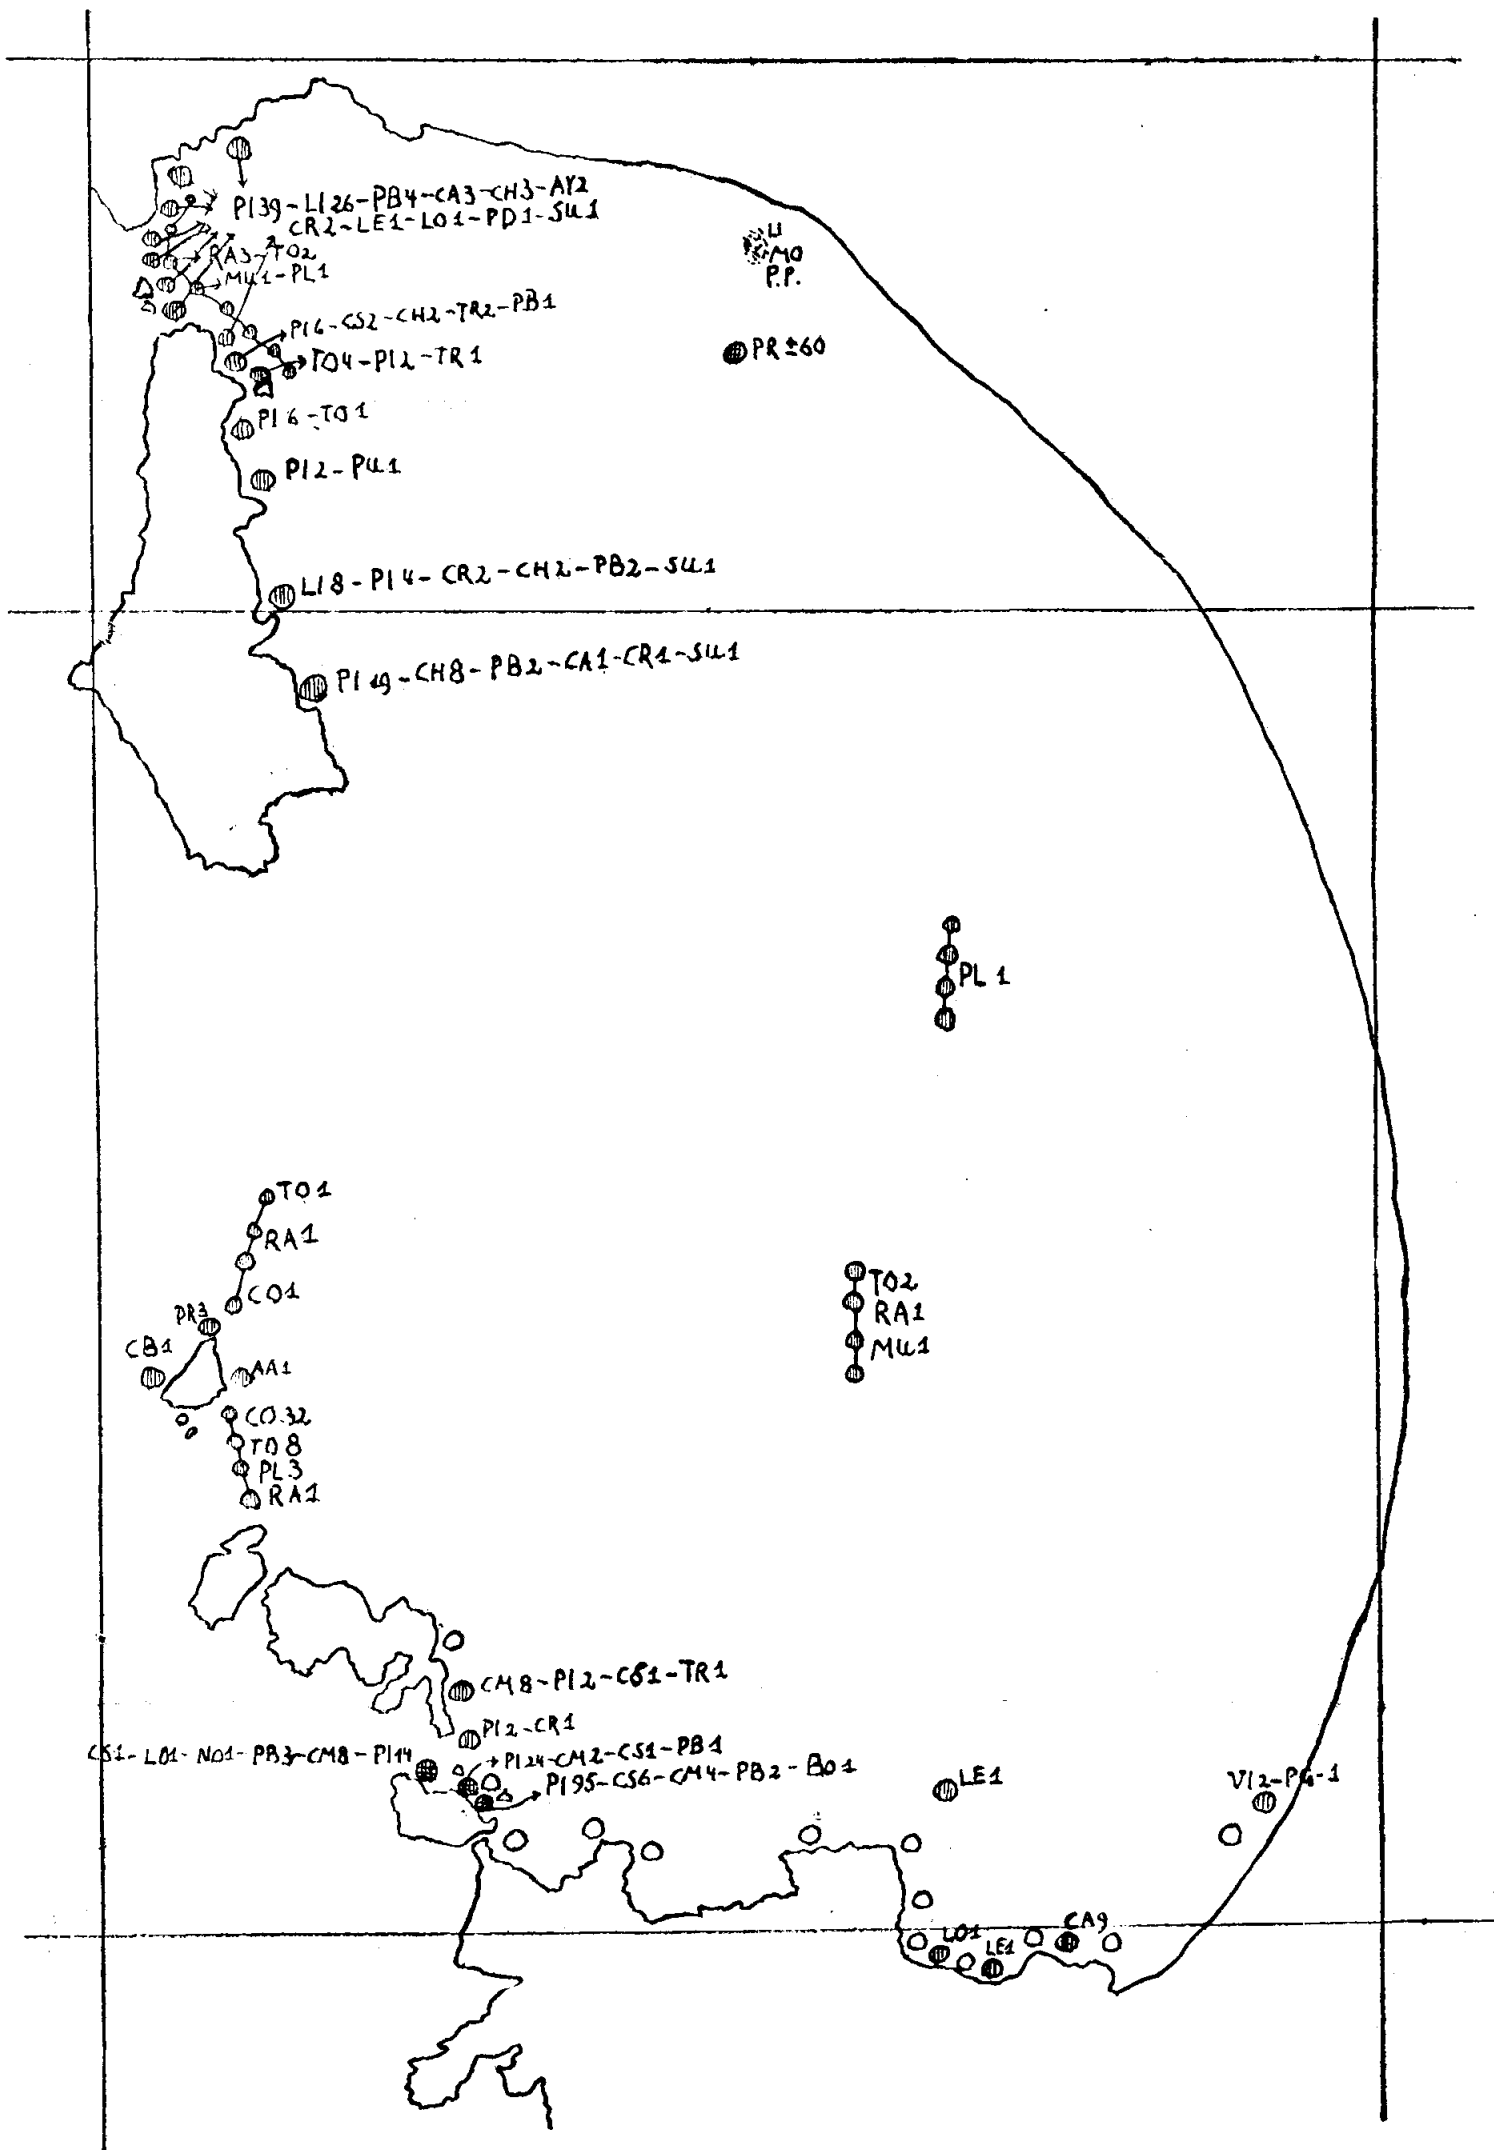 PI39-LI26-PB4-CA3-CH3-AY2
CR2-LE1-LO1-PD1-SU1
RA3-TO2
MU1-PL1
LI
MO
P.P.
PI6-CS2-CH2-TR2-PB1
TO4-PI2-TR1
PR±60
PI6-TO1
PI2-PU1
LI8-PI4-CR2-CH2-PB2-SU1
PI19-CH8-PB2-CA1-CR1-SU1
PL 1
TO1
RA1
CO1
PR3
CB1
AA1
TO2
RA1
MU1
CO32
TO8
PL3
RA1
CM8-PI2-CS1-TR1
PI2-CR1
CS1-LO1-NO1-PB3-CM8-PI14
PI24-CM2-CS1-PB1
PI95-CS6-CM4-PB2-BO1
LE1
VI2-PG-1
LO1
LE1
CA9